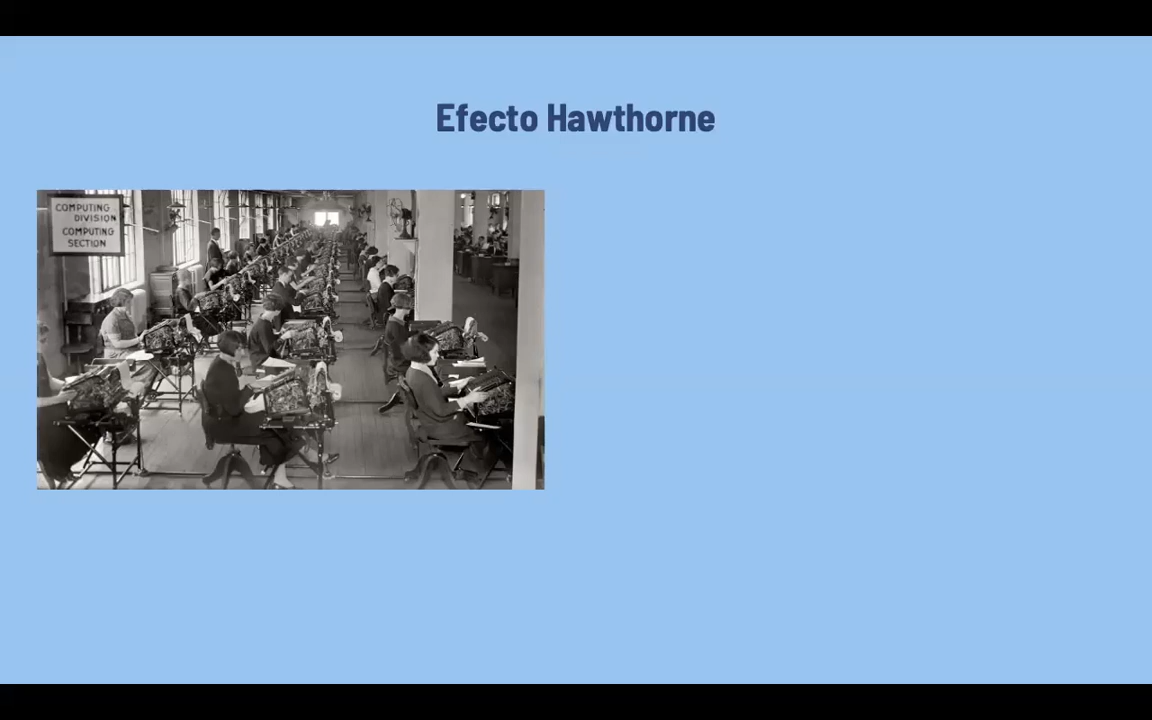 Efecto Hawthorne
COMPUTING
DIVISION
COMPUTING
SECTION